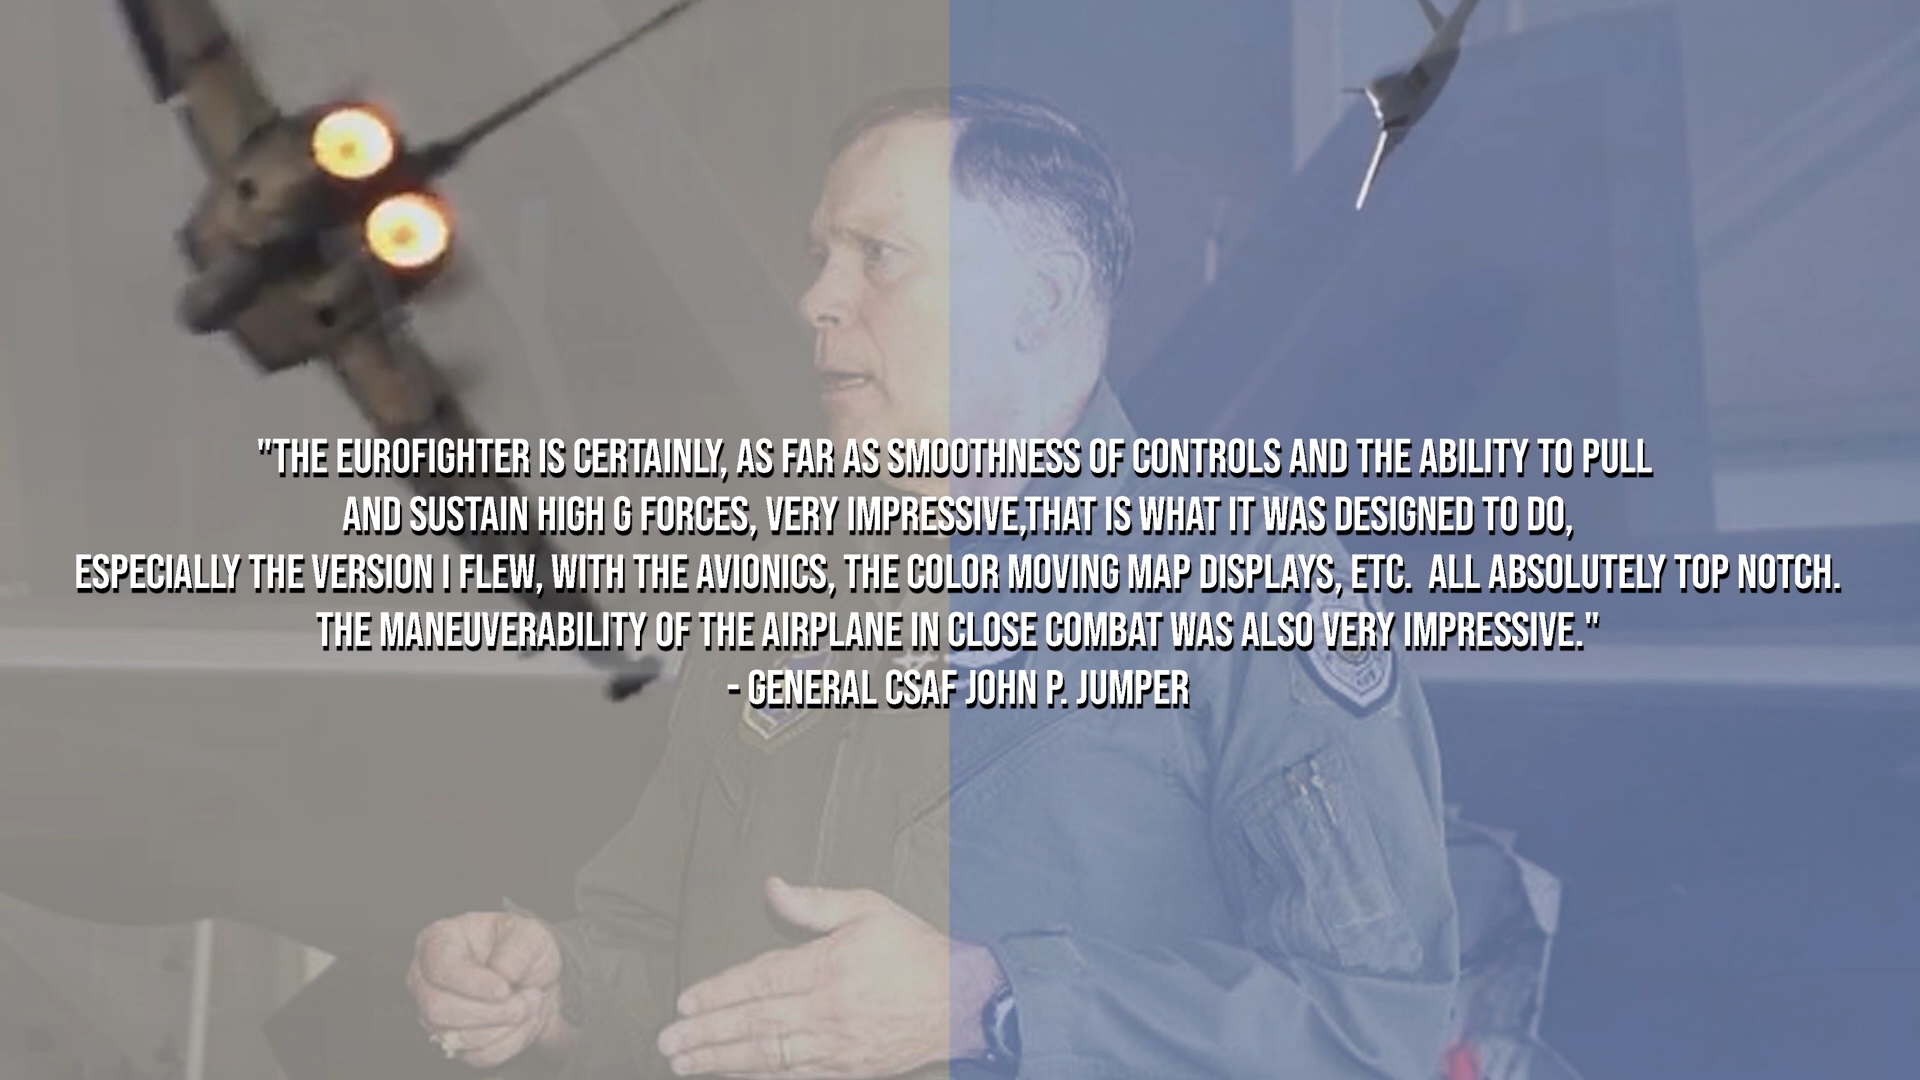 "THE EUROFIGHTER IS CERTAINLY, AS FAR AS SMOOTHNESS OF CONTROLS AND THE ABILITY TO PULL
AND SUSTAIN HIGH G FORCES, VERY IMPRESSIVE,THAT IS WHAT IT WAS DESIGNED TO DO,
ESPECIALLY THE VERSION I FLEW, WITH THE AVIONICS, THE COLOR MOVING MAP DISPLAYS, ETC.  ALL ABSOLUTELY TOP NOTCH.
THE MANEUVERABILITY OF THE AIRPLANE IN CLOSE COMBAT WAS ALSO VERY IMPRESSIVE."
- GENERAL CSAF JOHN P. JUMPER